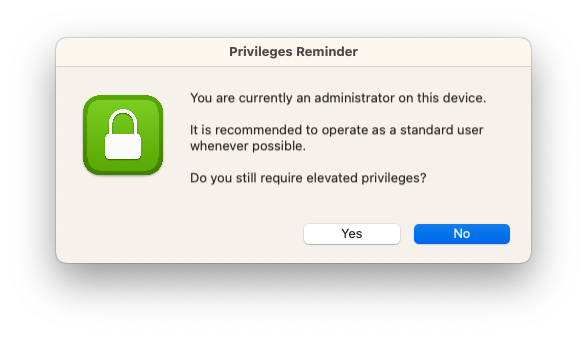 Privileges Reminder
You are currently an administrator on this device.
It is recommended to operate as a standard user
whenever possible.
Do you still require elevated privileges?
Yes
No